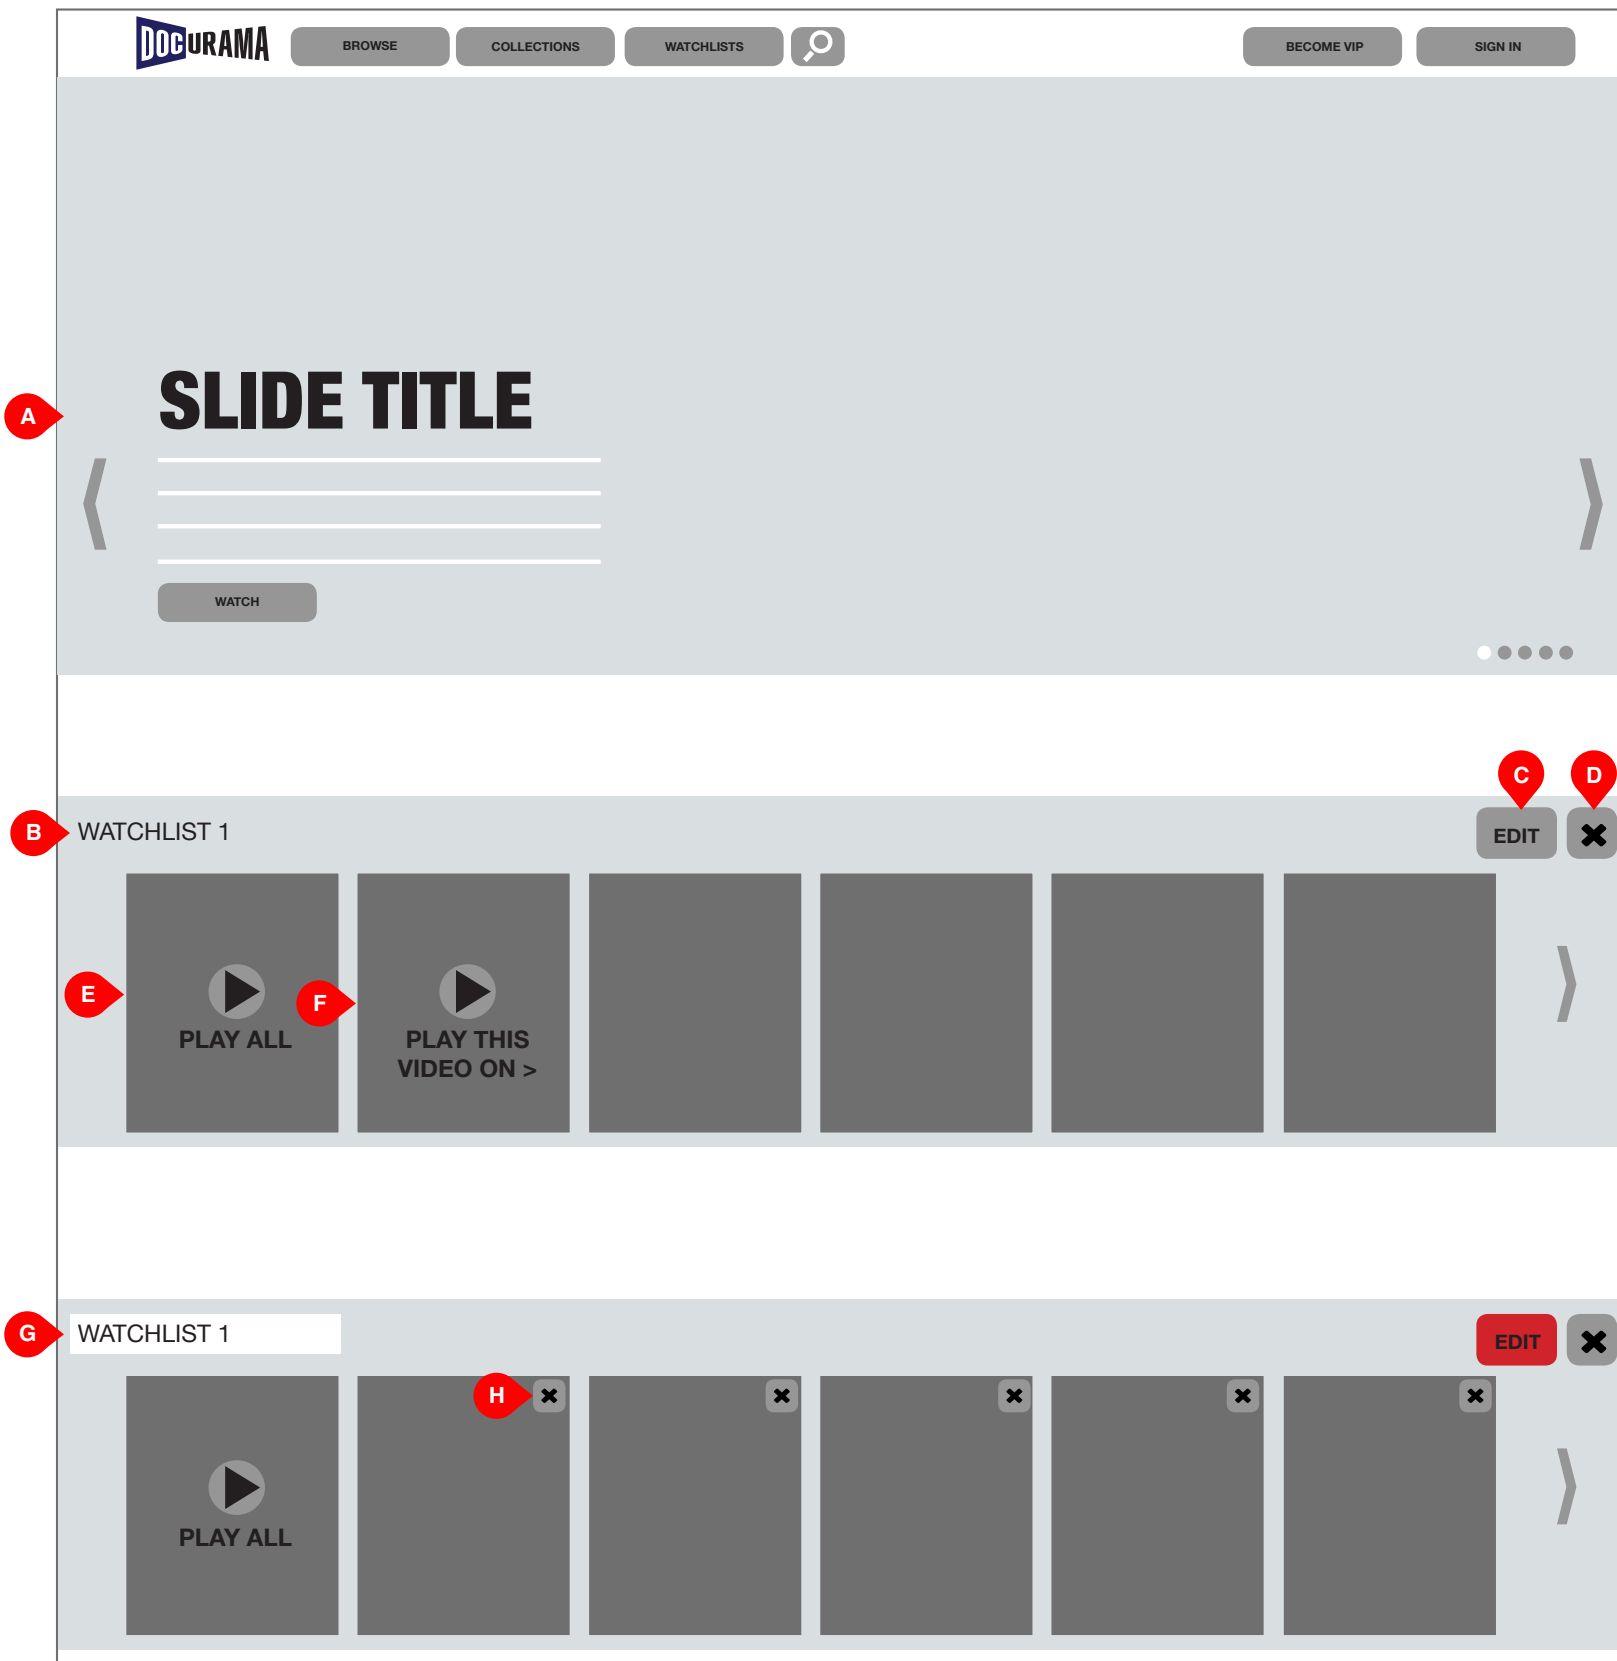 DOCURAMA
BROWSE
COLLECTIONS
WATCHLISTS
BECOME VIP
SIGN IN
A
SLIDE TITLE
WATCH
C
D
B
WATCHLIST 1
EDIT
E
PLAY ALL
F
PLAY THIS
VIDEO ON >
G
WATCHLIST 1
EDIT
H
PLAY ALL